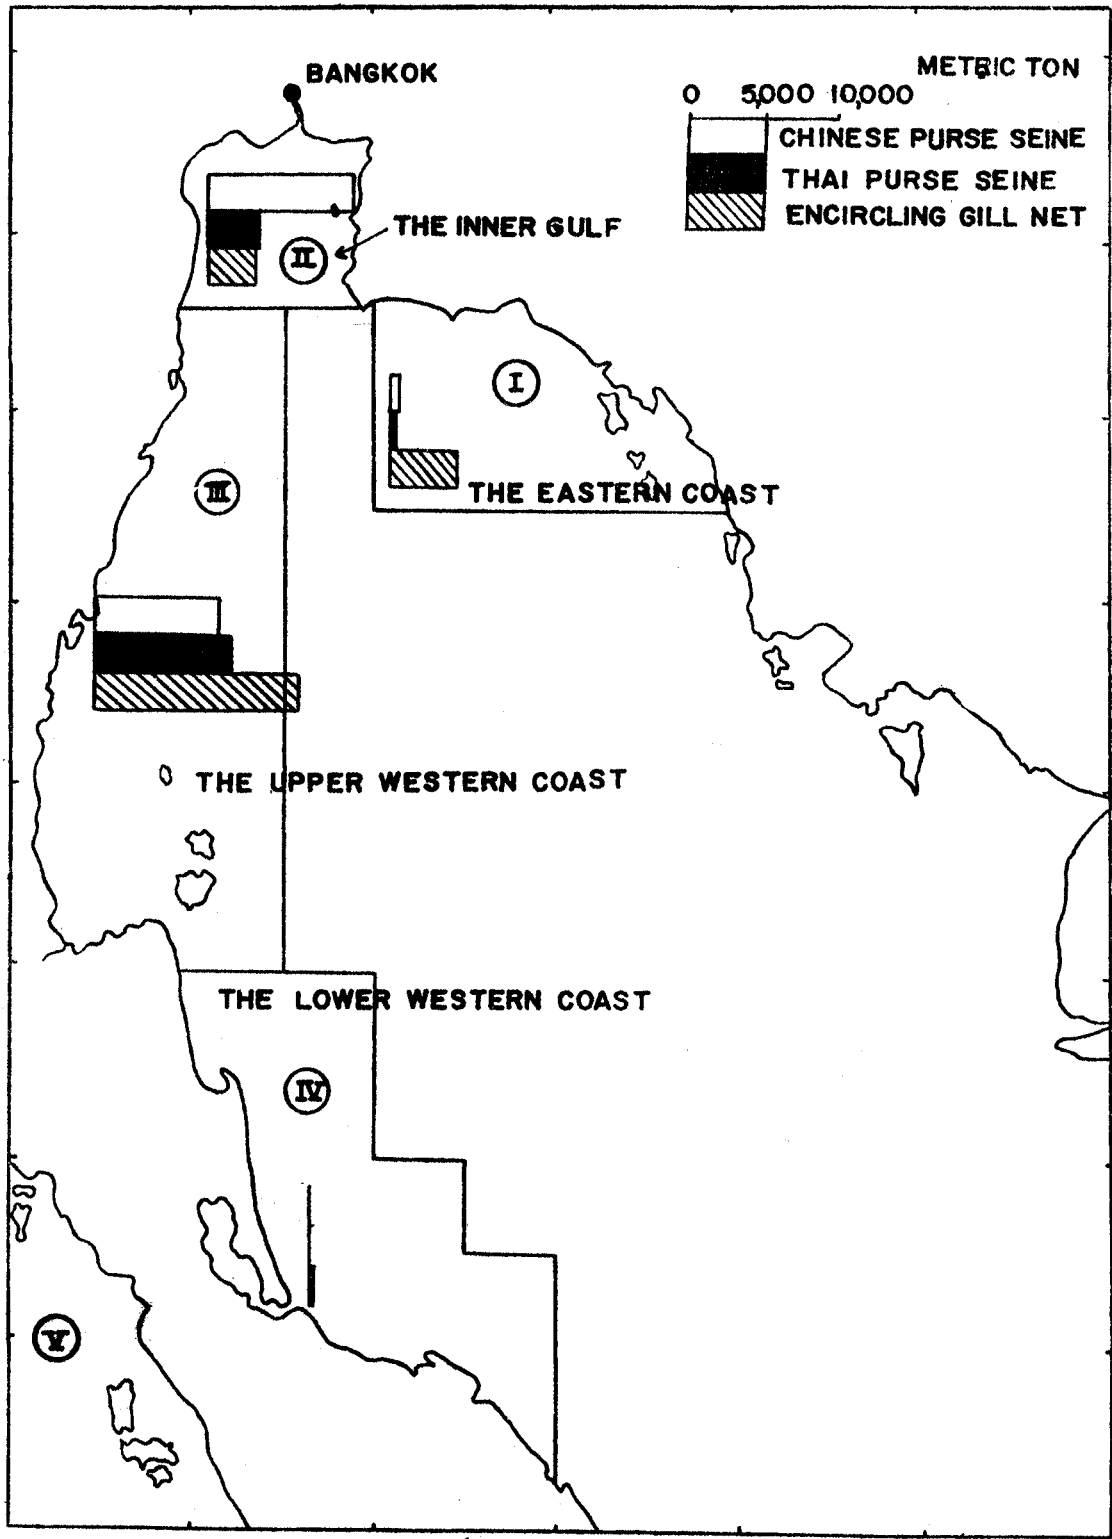 BANGKOK
METRIC TON
0 5,000 10,000
CHINESE PURSE SEINE
THAI PURSE SEINE
ENCIRCLING GILL NET
THE INNER GULF
II
I
III
THE EASTERN COAST
THE UPPER WESTERN COAST
THE LOWER WESTERN COAST
IV
V